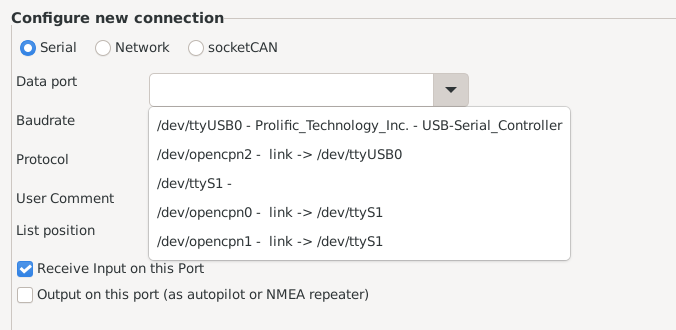 Configure new connection
Serial Network socketCAN
Data port
Baudrate
/dev/ttyUSB0 - Prolific_Technology_Inc. - USB-Serial_Controller
/dev/opencpn2 -  link -> /dev/ttyUSB0
Protocol
/dev/ttyS1 -
User Comment
/dev/opencpn0 -  link -> /dev/ttyS1
List position
/dev/opencpn1 -  link -> /dev/ttyS1
Receive Input on this Port
Output on this port (as autopilot or NMEA repeater)